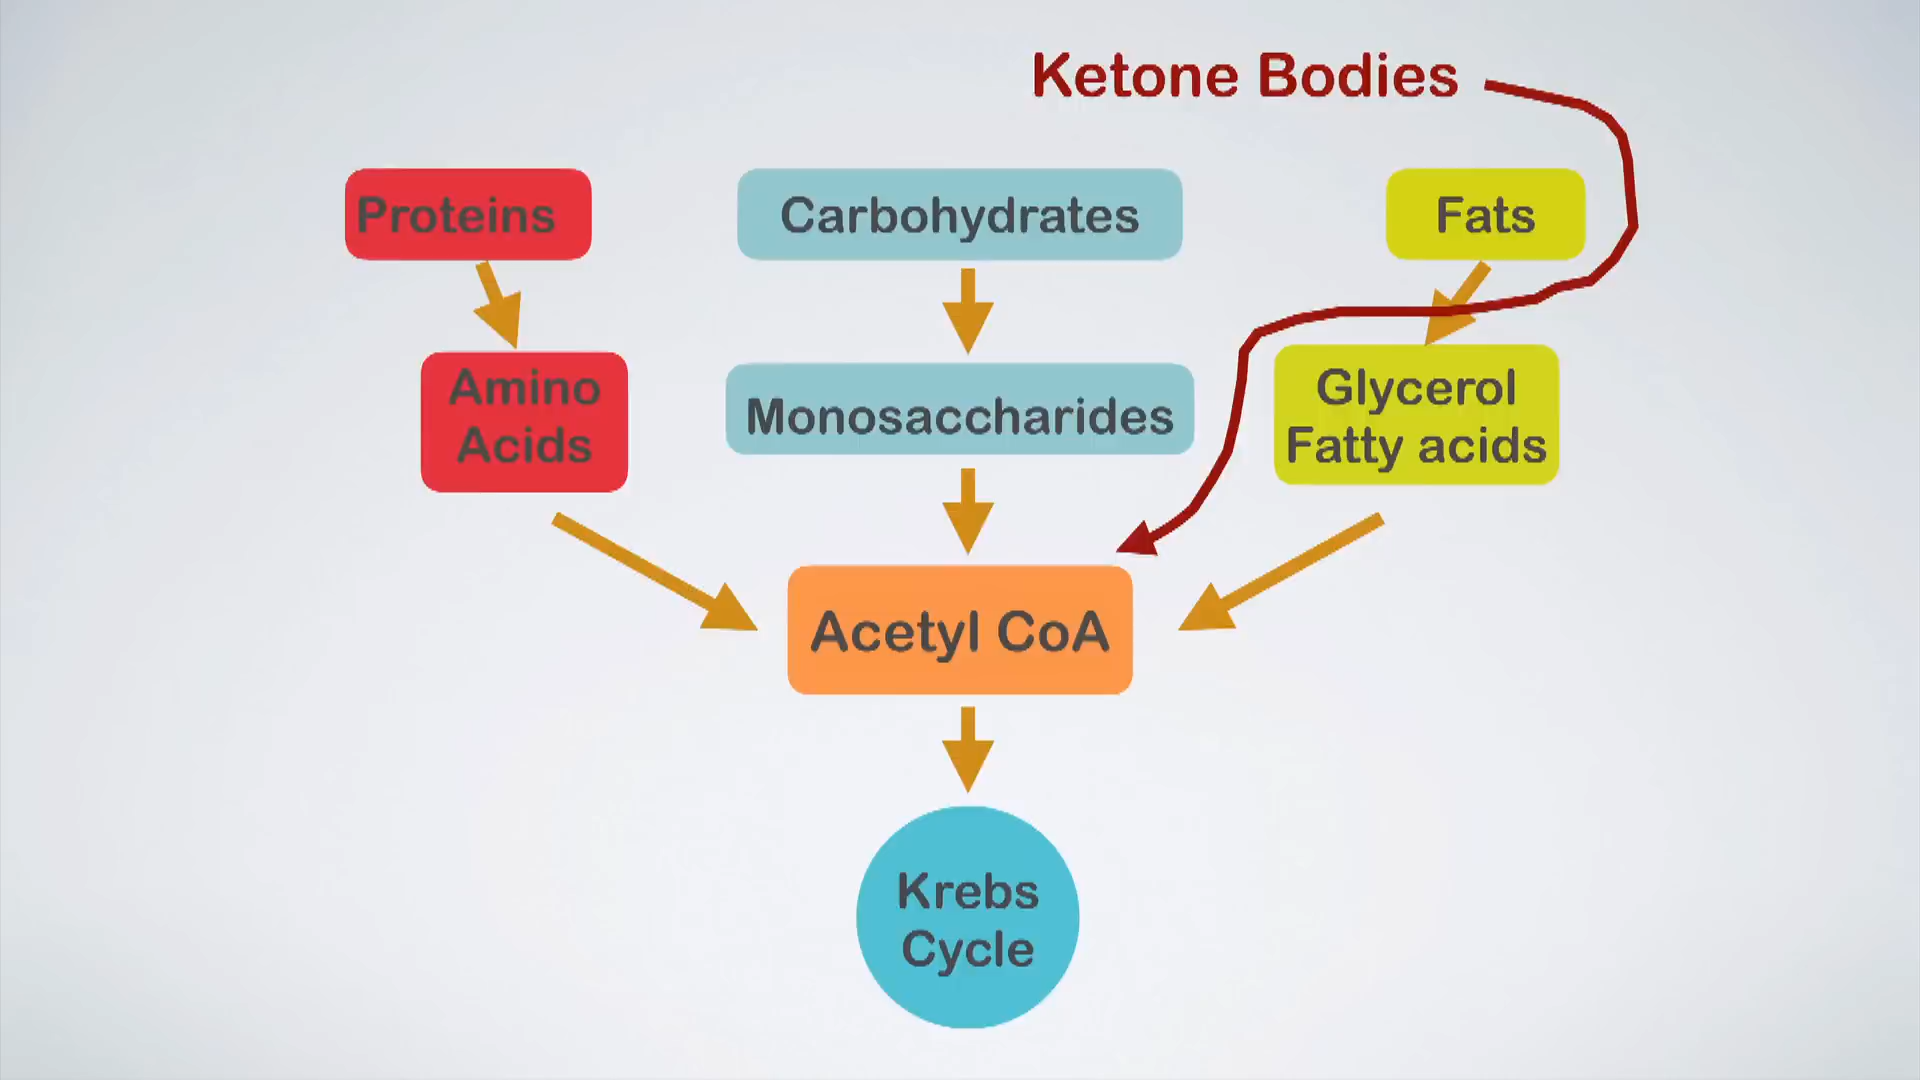 Ketone Bodies
Proteins
Carbohydrates
Fats
Amino
Acids
Monosaccharides
Glycerol
Fatty acids
Acetyl CoA
Krebs
Cycle